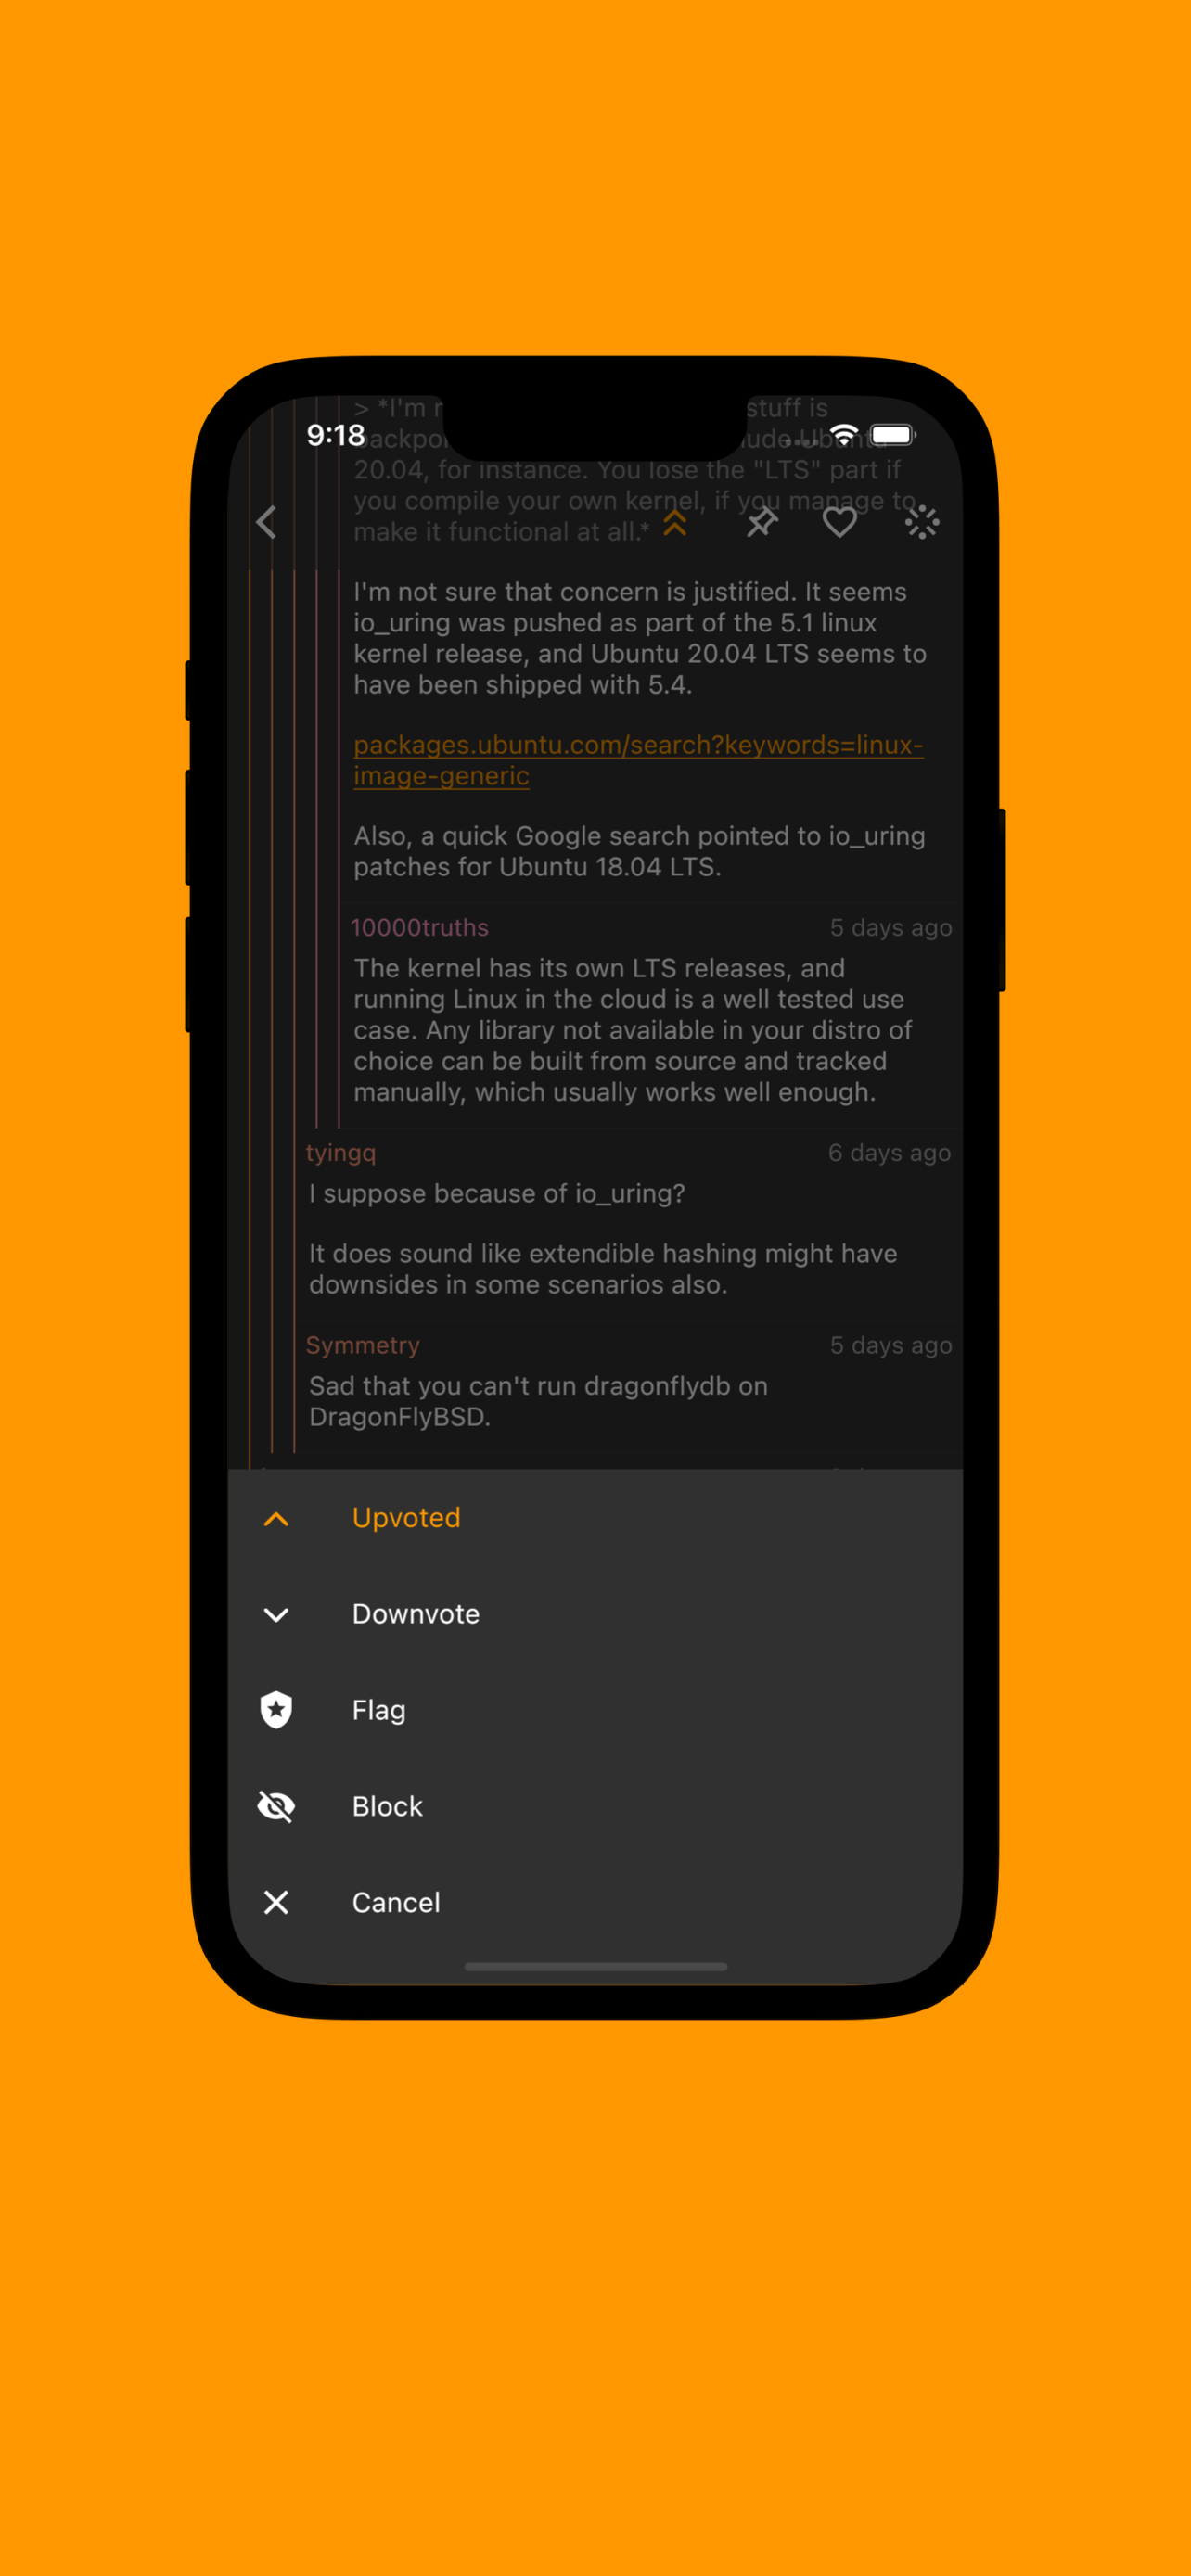 > *I'm stuff is
9:18
20.04, for instance. You lose the "LTS" part if
you compile your own kernel, if you manage to
make it functional at all.*
I'm not sure that concern is justified. It seems
io_uring was pushed as part of the 5.1 linux
kernel release, and Ubuntu 20.04 LTS seems to
have been shipped with 5.4.
packages.ubuntu.com/search?keywords=linux-
image-generic
Also, a quick Google search pointed to io_uring
patches for Ubuntu 18.04 LTS.
10000truths 5 days ago
The kernel has its own LTS releases, and
running Linux in the cloud is a well tested use
case. Any library not available in your distro of
choice can be built from source and tracked
manually, which usually works well enough.
tyingq 6 days ago
I suppose because of io_uring?
It does sound like extendible hashing might have
downsides in some scenarios also.
Symmetry 5 days ago
Sad that you can't run dragonflydb on
DragonFlyBSD.
Upvoted
Downvote
Flag
Block
Cancel